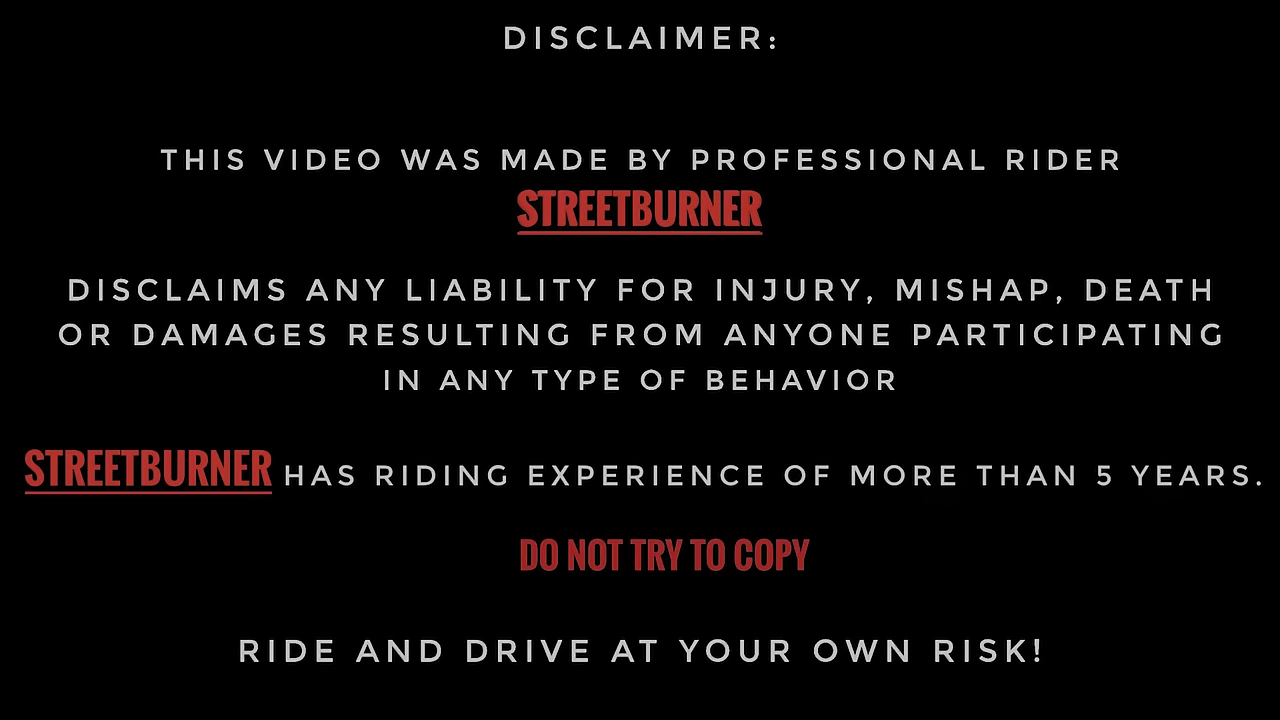 DISCLAIMER:
THIS VIDEO WAS MADE BY PROFESSIONAL RIDER
STREETBURNER
DISCLAIMS ANY LIABILITY FOR INJURY, MISHAP, DEATH
OR DAMAGES RESULTING FROM ANYONE PARTICIPATING
IN ANY TYPE OF BEHAVIOR
STREETBURNER HAS RIDING EXPERIENCE OF MORE THAN 5 YEARS.
DO NOT TRY TO COPY
RIDE AND DRIVE AT YOUR OWN RISK!